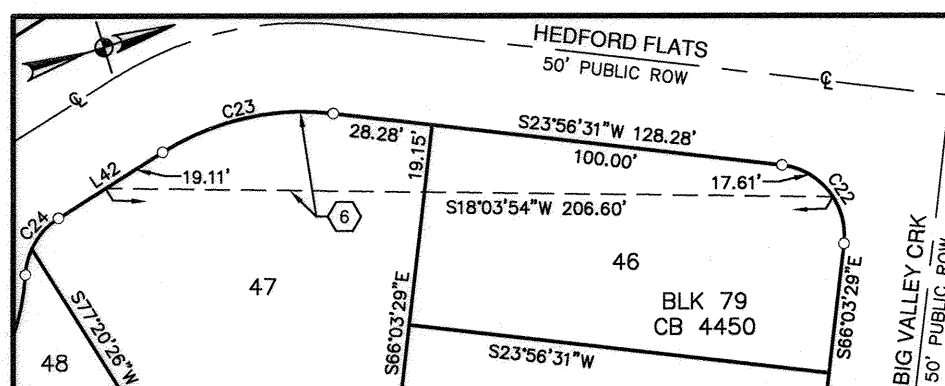 HEDFORD FLATS
50' PUBLIC ROW
℄
℄
C23
28.28'
S23°56'31"W 128.28'
100.00'
19.15'
L42
19.11'
17.61'
C22
S18°03'54"W 206.60'
6
C24
46
47
BLK 79
CB 4450
S77°20'26"W
S66°03'29"E
S66°03'29"E
S23°56'31"W
48
BIG VALLEY CRK
50' PUBLIC ROW